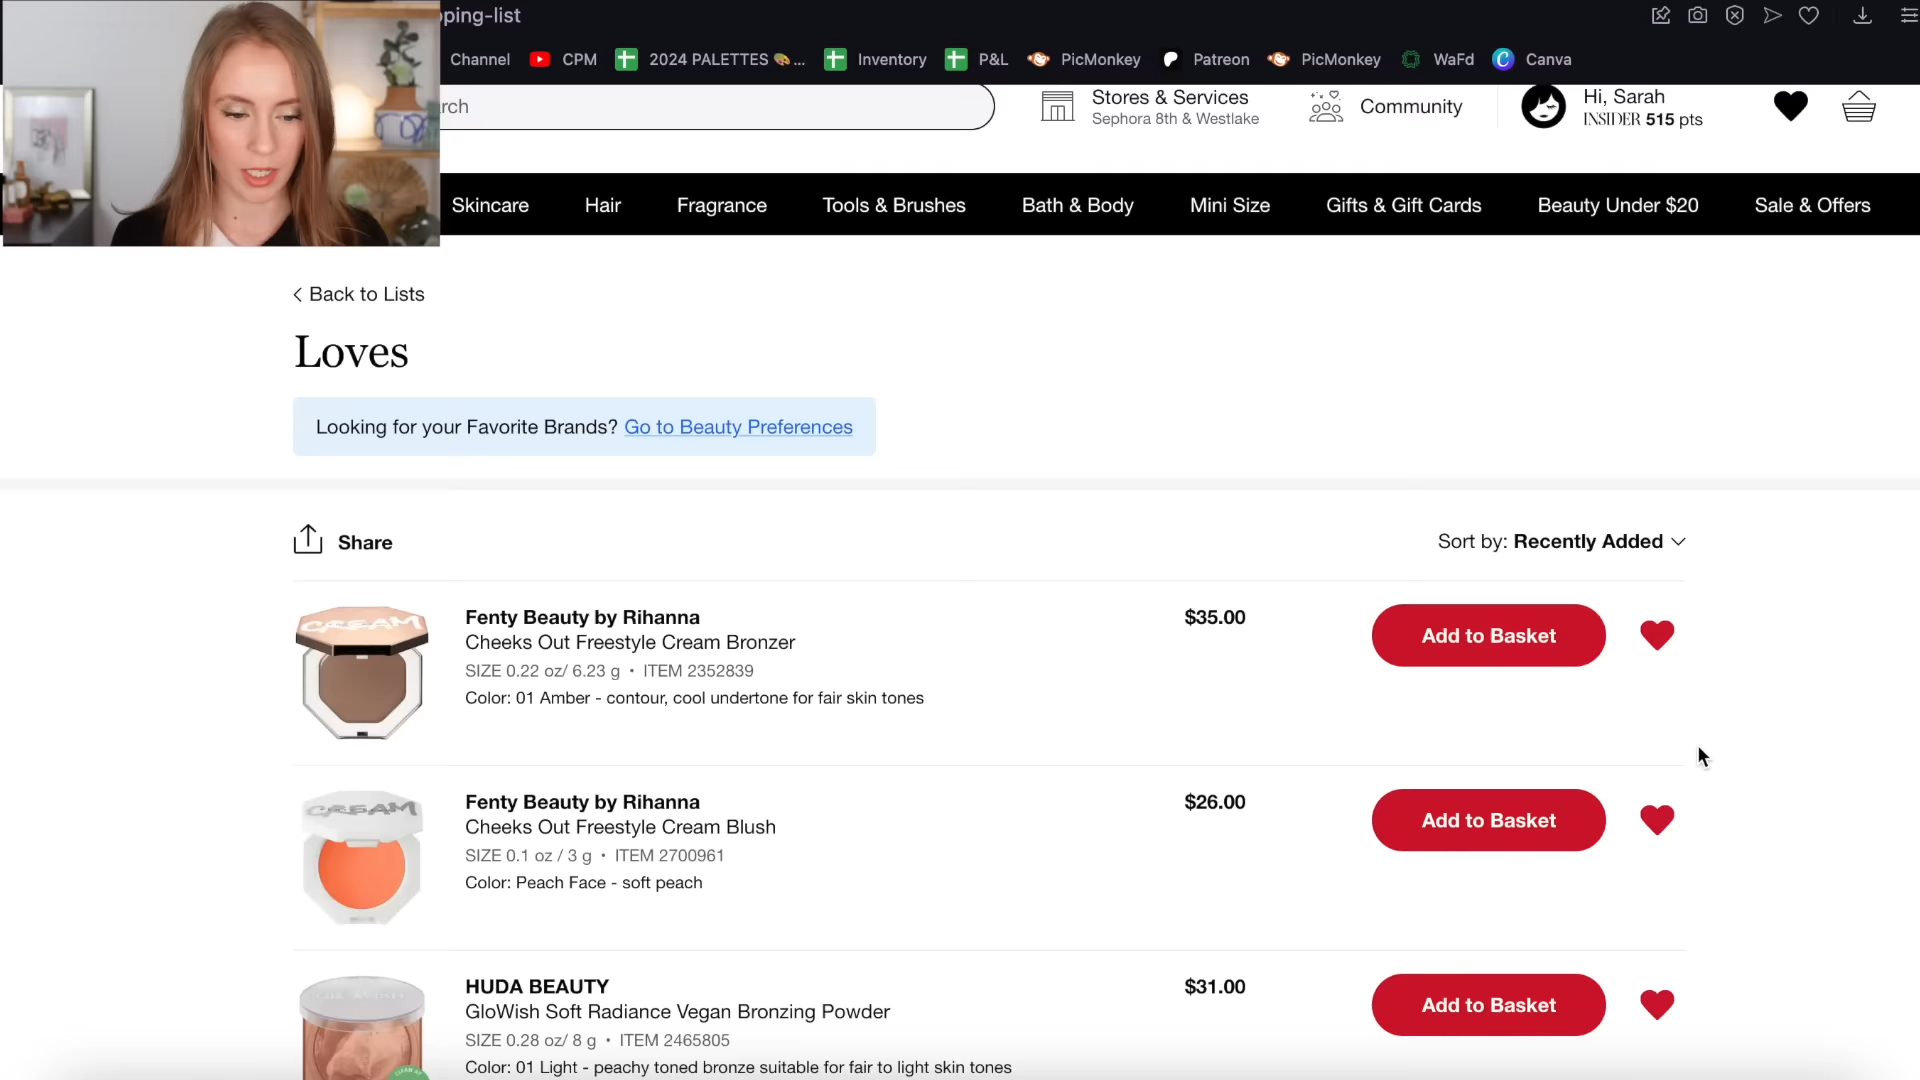 pping-list
Channel CPM 2024 PALETTES 🎨 ... Inventory P&L PicMonkey Patreon PicMonkey WaFd Canva
rch
Stores & Services
Sephora 8th & Westlake
Community
Hi, Sarah
INSIDER 515 pts
Skincare Hair Fragrance Tools & Brushes Bath & Body Mini Size Gifts & Gift Cards Beauty Under $20 Sale & Offers
Back to Lists
Loves
Looking for your Favorite Brands? Go to Beauty Preferences
Share
Sort by: Recently Added
CREAM
Fenty Beauty by Rihanna
Cheeks Out Freestyle Cream Bronzer
SIZE 0.22 oz/ 6.23 g • ITEM 2352839
Color: 01 Amber - contour, cool undertone for fair skin tones
$35.00
Add to Basket
CREAM
Fenty Beauty by Rihanna
Cheeks Out Freestyle Cream Blush
SIZE 0.1 oz / 3 g • ITEM 2700961
Color: Peach Face - soft peach
$26.00
Add to Basket
HUDA BEAUTY
GloWish Soft Radiance Vegan Bronzing Powder
SIZE 0.28 oz/ 8 g • ITEM 2465805
Color: 01 Light - peachy toned bronze suitable for fair to light skin tones
$31.00
Add to Basket